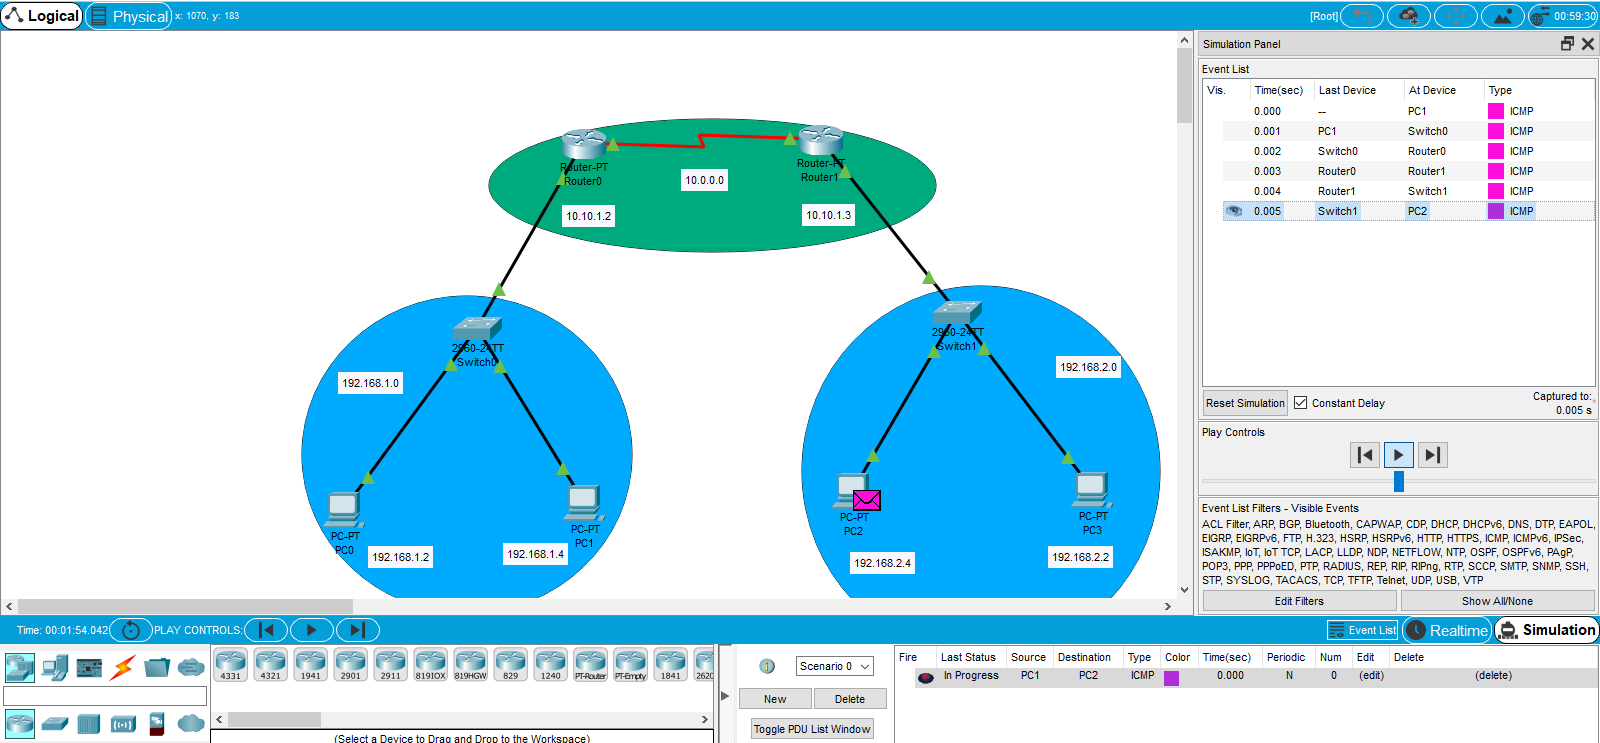 Logical
Physical x: 1070, y: 183
[Root]
00:59:30
Router-PT
Router0
Router-PT
Router1
10.0.0.0
10.10.1.2
10.10.1.3
2960-24TT
Switch0
2960-24TT
Switch1
192.168.1.0
192.168.2.0
PC-PT
PC0
192.168.1.2
PC-PT
PC1
192.168.1.4
PC-PT
PC2
192.168.2.4
PC-PT
PC3
192.168.2.2
Simulation Panel
Event List
Vis. Time(sec) Last Device At Device Type
0.000 -- PC1 ICMP
0.001 PC1 Switch0 ICMP
0.002 Switch0 Router0 ICMP
0.003 Router0 Router1 ICMP
0.004 Router1 Switch1 ICMP
0.005 Switch1 PC2 ICMP
Reset Simulation Constant Delay
Captured to:
0.005 s
Play Controls
Event List Filters - Visible Events
ACL Filter, ARP, BGP, Bluetooth, CAPWAP, CDP, DHCP, DHCPv6, DNS, DTP, EAPOL,
EIGRP, EIGRPv6, FTP, H.323, HSRP, HSRPv6, HTTP, HTTPS, ICMP, ICMPv6, IPSec,
ISAKMP, IoT, IoT TCP, LACP, LLDP, NDP, NETFLOW, NTP, OSPF, OSPFv6, PAgP,
POP3, PPP, PPPoED, PTP, RADIUS, REP, RIP, RIPng, RTP, SCCP, SMTP, SNMP, SSH,
STP, SYSLOG, TACACS, TCP, TFTP, Telnet, UDP, USB, VTP
Edit Filters Show All/None
Time: 00:01:54.042 PLAY CONTROLS:
Event List Realtime Simulation
4331 4321 1941 2901 2911 819IOX 819HGW 829 1240 PT-Router PT-Empty 1841 2620
(Select a Device to Drag and Drop to the Workspace)
Scenario 0
New Delete
Toggle PDU List Window
Fire Last Status Source Destination Type Color Time(sec) Periodic Num Edit Delete
In Progress PC1 PC2 ICMP 0.000 N 0 (edit) (delete)